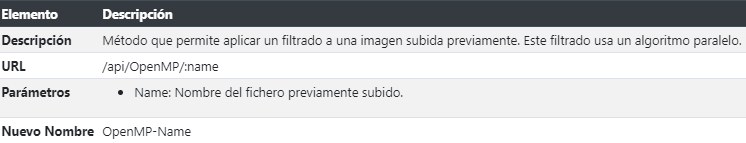 Elemento Descripción
Descripción Método que permite aplicar un filtrado a una imagen subida previamente. Este filtrado usa un algoritmo paralelo.
URL /api/OpenMP/:name
Parámetros • Name: Nombre del fichero previamente subido.
Nuevo Nombre OpenMP-Name